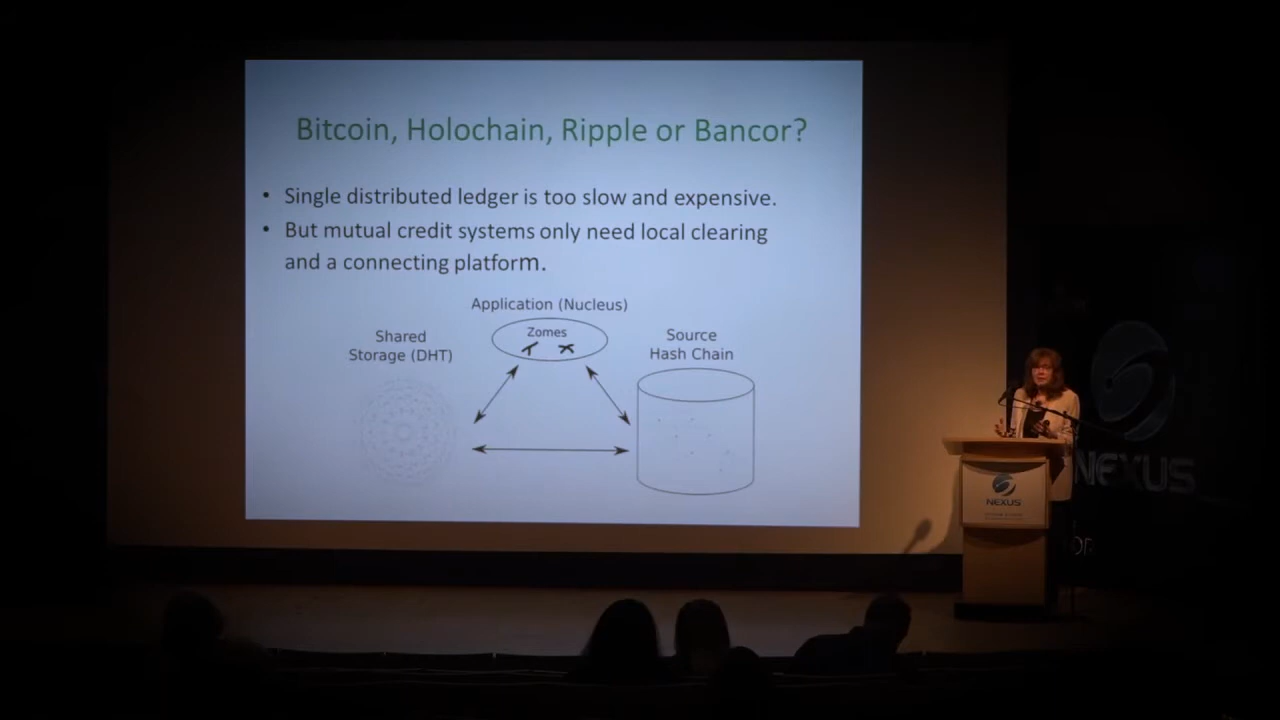 Bitcoin, Holochain, Ripple or Bancor?
• Single distributed ledger is too slow and expensive.
• But mutual credit systems only need local clearing
and a connecting platform.
Application (Nucleus)
Zomes
Shared
Storage (DHT)
Source
Hash Chain
NEXUS
NEXUS